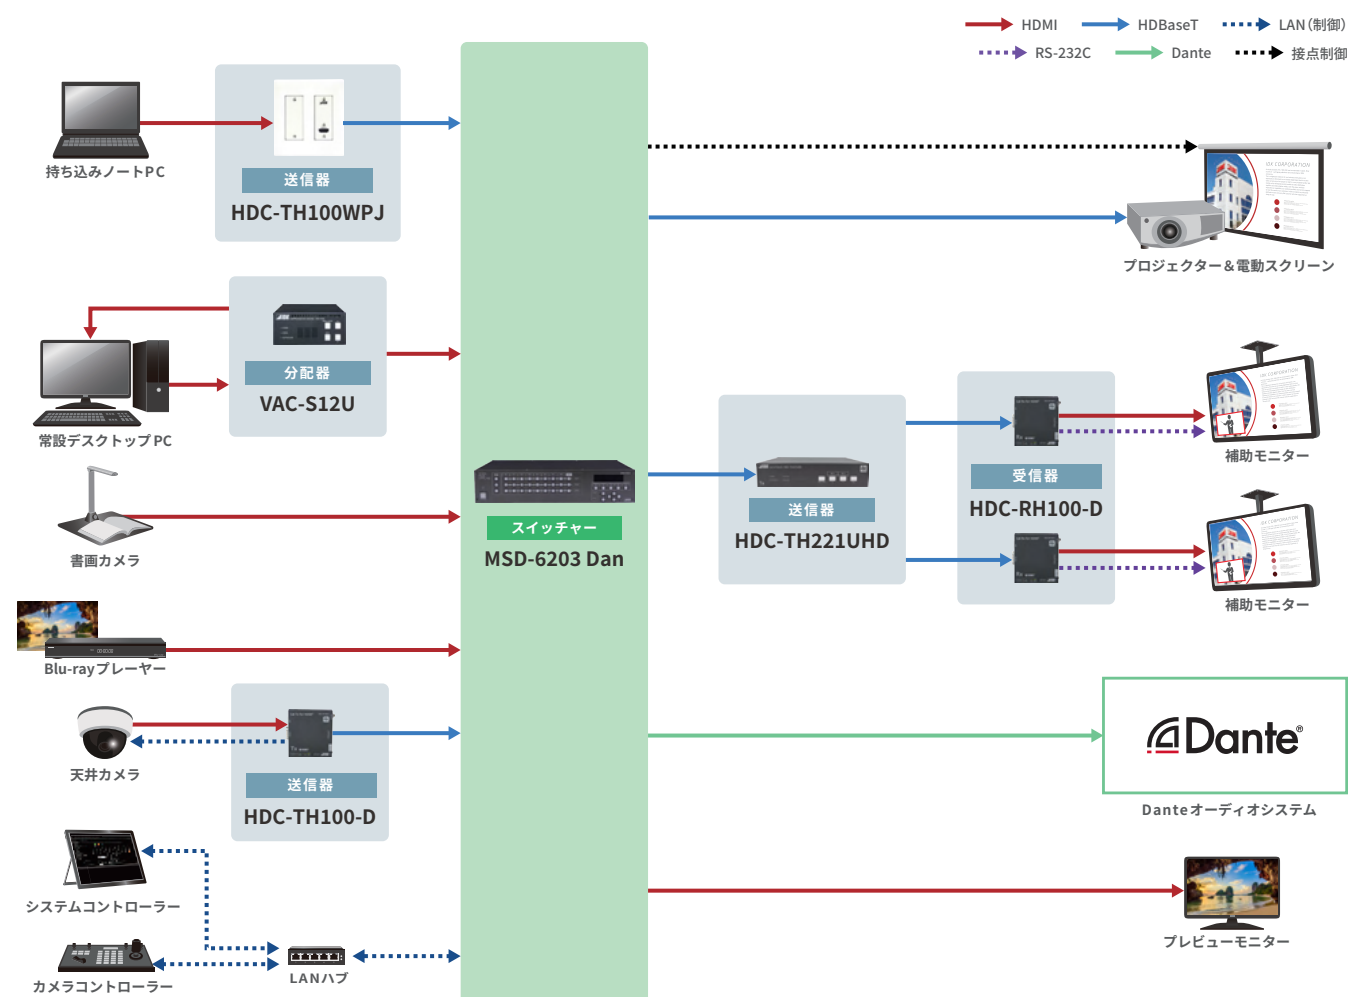 HDMI
HDBaseT
LAN(制御)
RS-232C
Dante
接点制御
持ち込みノートPC
送信器
HDC-TH100WPJ
分配器
VAC-S12U
常設デスクトップPC
書画カメラ
Blu-rayプレーヤー
天井カメラ
送信器
HDC-TH100-D
システムコントローラー
カメラコントローラー
LANハブ
スイッチャー
MSD-6203 Dan
IDK CORPORATION
プロジェクター&電動スクリーン
送信器
HDC-TH221UHD
受信器
HDC-RH100-D
IDK CORPORATION
補助モニター
IDK CORPORATION
補助モニター
Dante®
Danteオーディオシステム
プレビューモニター